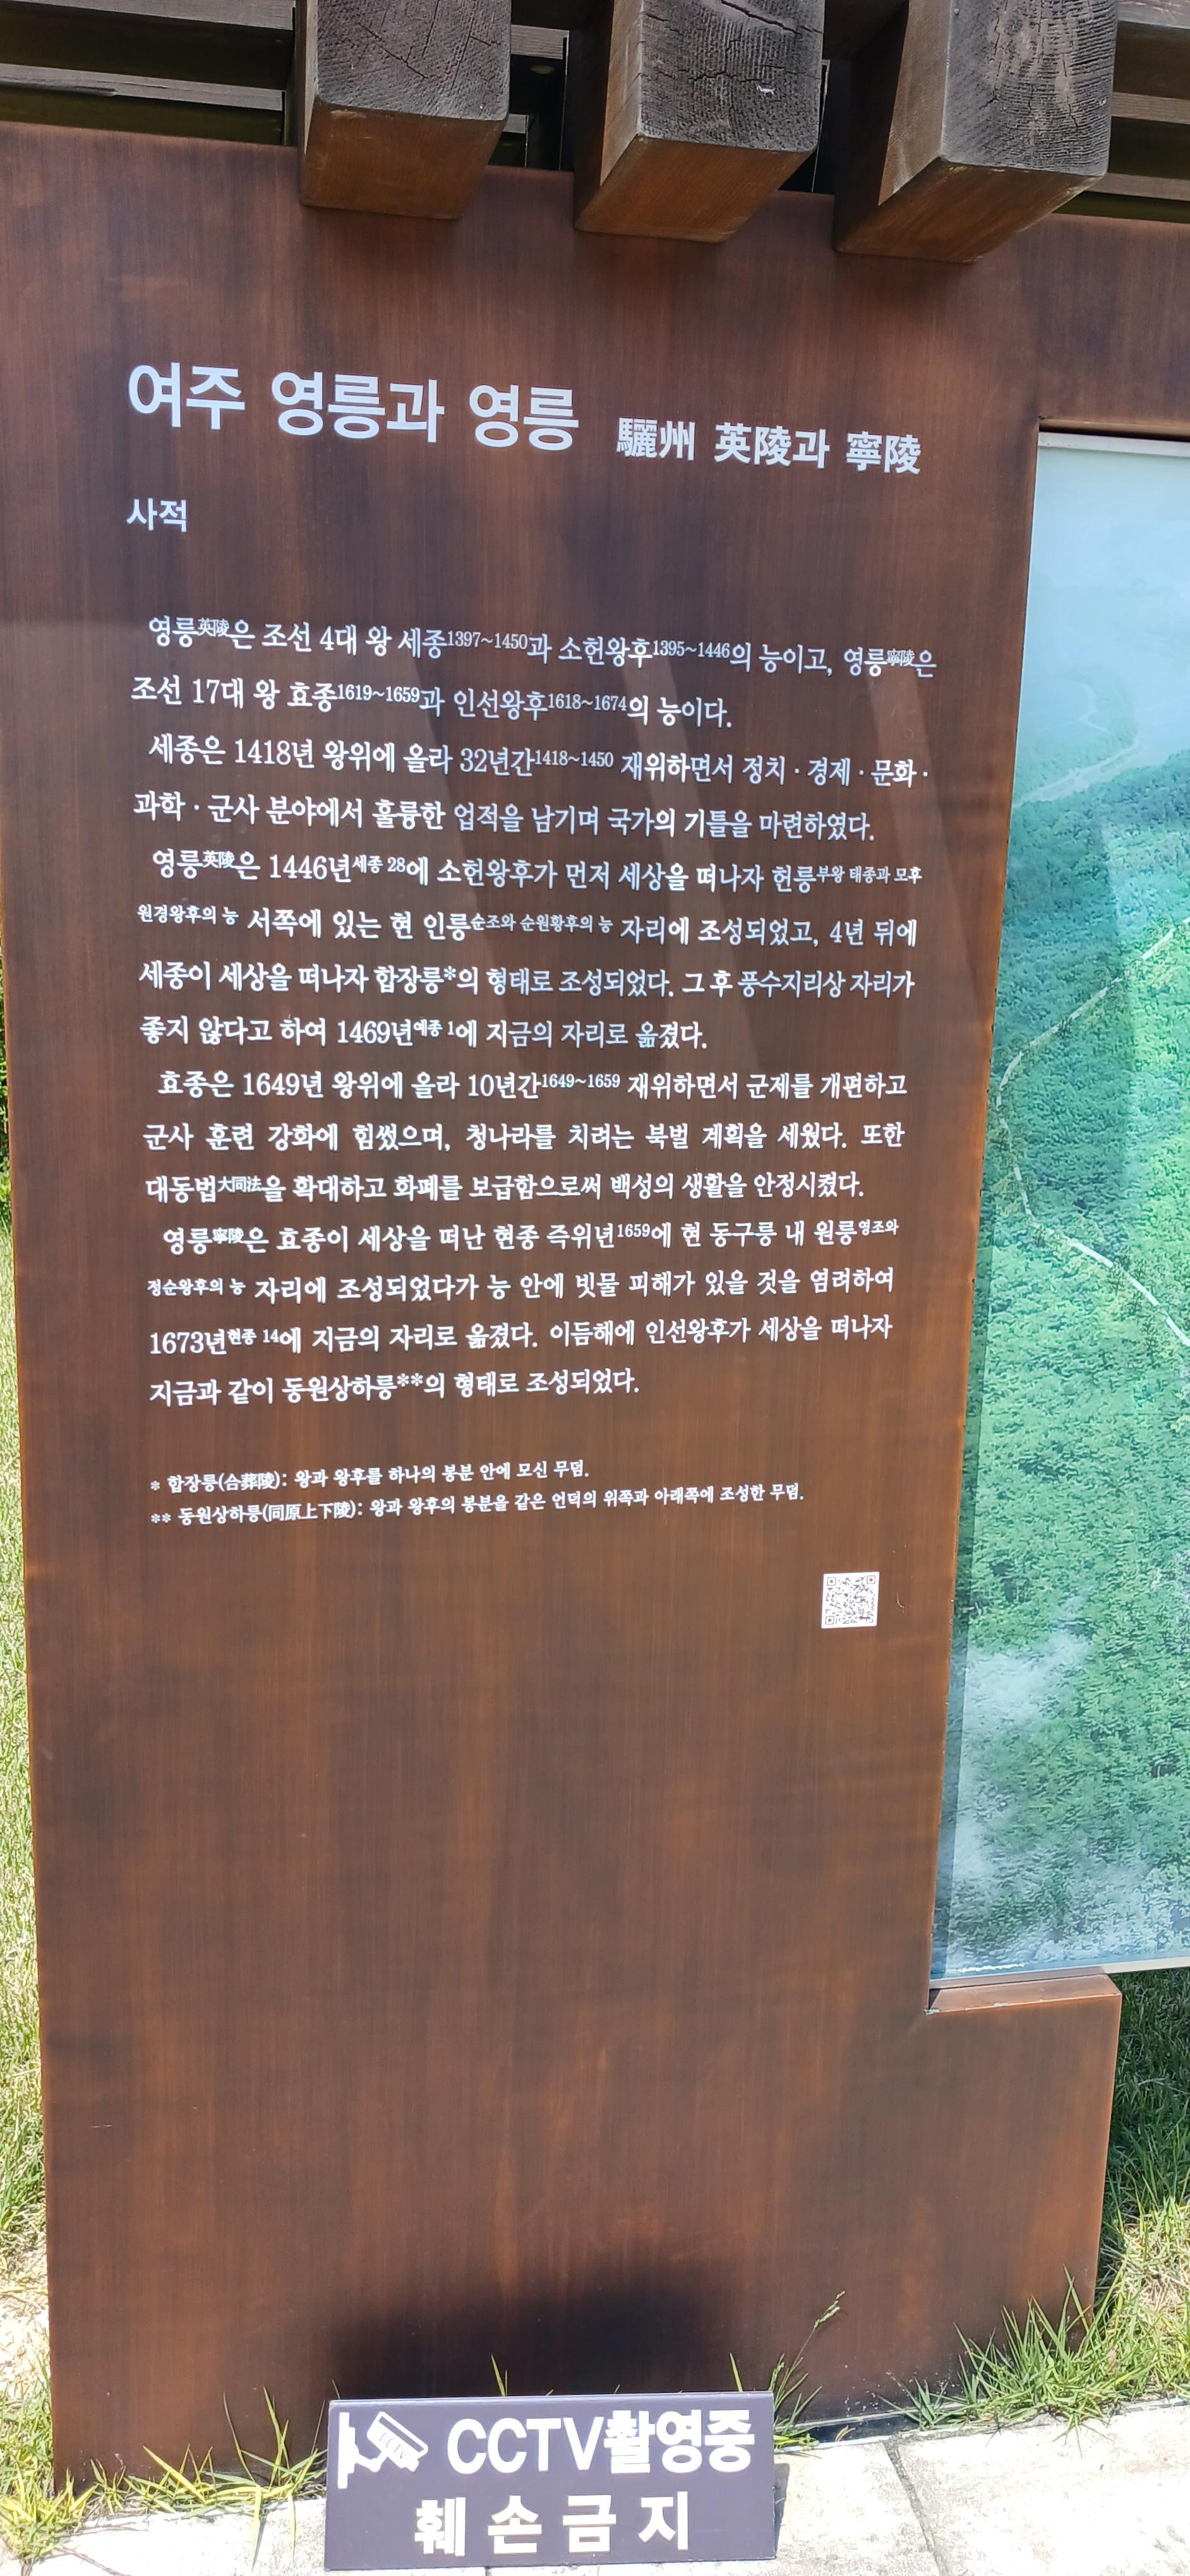 여주 영릉과 영릉 驪州 英陵과 寧陵
사적
영릉英陵은 조선 4대 왕 세종1397~1450과 소헌왕후1395~1446의 능이고, 영릉寧陵은
조선 17대 왕 효종1619~1659과 인선왕후1618~1674의 능이다.
세종은 1418년 왕위에 올라 32년간1418~1450 재위하면서 정치·경제·문화·
과학·군사 분야에서 훌륭한 업적을 남기며 국가의 기틀을 마련하였다.
영릉英陵은 1446년세종 28에 소헌왕후가 먼저 세상을 떠나자 헌릉부왕 태종과 모후
원경왕후의 능 서쪽에 있는 현 인릉순조와 순원황후의 능 자리에 조성되었고, 4년 뒤에
세종이 세상을 떠나자 합장릉*의 형태로 조성되었다. 그 후 풍수지리상 자리가
좋지 않다고 하여 1469년예종 1에 지금의 자리로 옮겼다.
효종은 1649년 왕위에 올라 10년간1649~1659 재위하면서 군제를 개편하고
군사 훈련 강화에 힘썼으며, 청나라를 치려는 북벌 계획을 세웠다. 또한
대동법大同法을 확대하고 화폐를 보급함으로써 백성의 생활을 안정시켰다.
영릉寧陵은 효종이 세상을 떠난 현종 즉위년1659에 현 동구릉 내 원릉영조와
정순왕후의 능 자리에 조성되었다가 능 안에 빗물 피해가 있을 것을 염려하여
1673년현종 14에 지금의 자리로 옮겼다. 이듬해에 인선왕후가 세상을 떠나자
지금과 같이 동원상하릉**의 형태로 조성되었다.
* 합장릉(合葬陵): 왕과 왕후를 하나의 봉분 안에 모신 무덤.
** 동원상하릉(同原上下陵): 왕과 왕후의 봉분을 같은 언덕의 위쪽과 아래쪽에 조성한 무덤.
CCTV촬영중
훼손금지